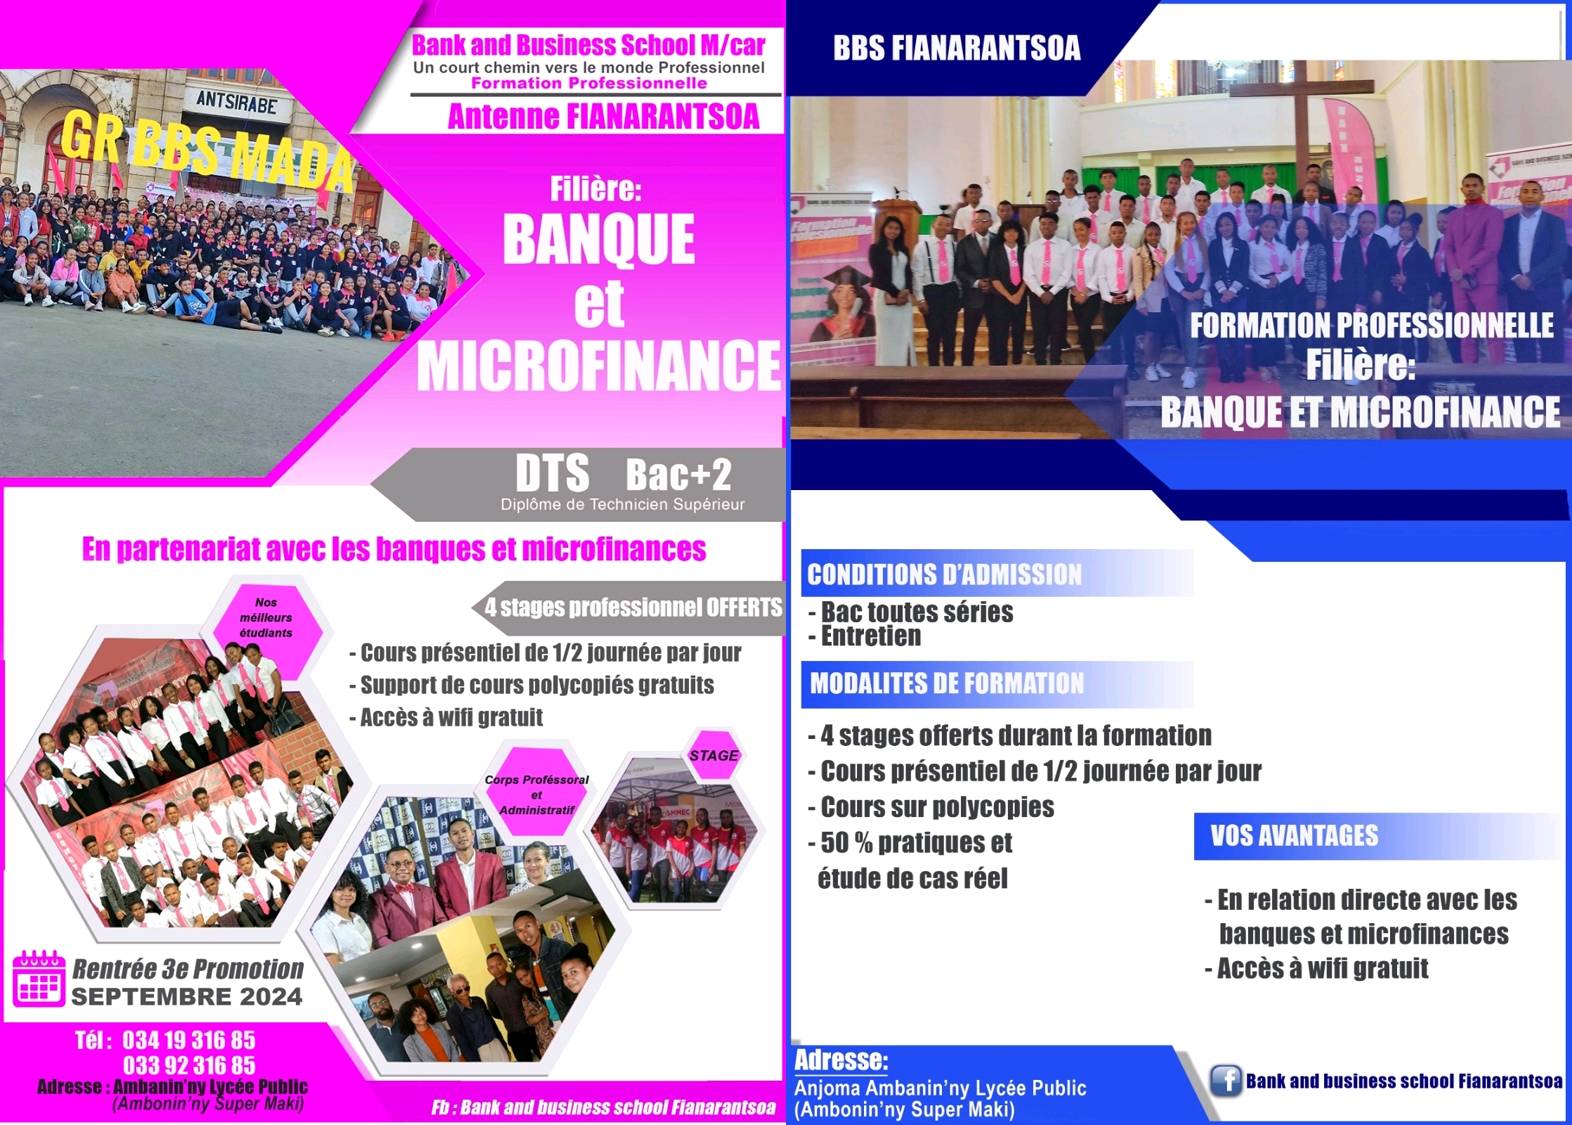 Bank and Business School M/car
Un court chemin vers le monde Professionnel
Formation Professionnelle
Antenne FIANARANTSOA
ANTSIRABE
GR BBS MADA
Filière:
BANQUE
et
MICROFINANCE
DTS Bac+2
Diplôme de Technicien Supérieur
En partenariat avec les banques et microfinances
4 stages professionnel OFFERTS
- Cours présentiel de 1/2 journée par jour
- Support de cours polycopiés gratuits
- Accès à wifi gratuit
Nos
méilleurs
étudiants
Corps Proféssoral
et
Administratif
STAGE
Rentrée 3e Promotion
SEPTEMBRE 2024
Tél : 034 19 316 85
033 92 316 85
Adresse : Ambanin'ny Lycée Public
(Ambonin'ny Super Maki)
Fb : Bank and business school Fianarantsoa
BBS FIANARANTSOA
FORMATION PROFESSIONNELLE
Filière:
BANQUE ET MICROFINANCE
CONDITIONS D'ADMISSION
- Bac toutes séries
- Entretien
MODALITES DE FORMATION
- 4 stages offerts durant la formation
- Cours présentiel de 1/2 journée par jour
- Cours sur polycopies
- 50 % pratiques et
étude de cas réel
VOS AVANTAGES
- En relation directe avec les
banques et microfinances
- Accès à wifi gratuit
Adresse:
Anjoma Ambanin'ny Lycée Public
(Ambonin'ny Super Maki)
f Bank and business school Fianarantsoa